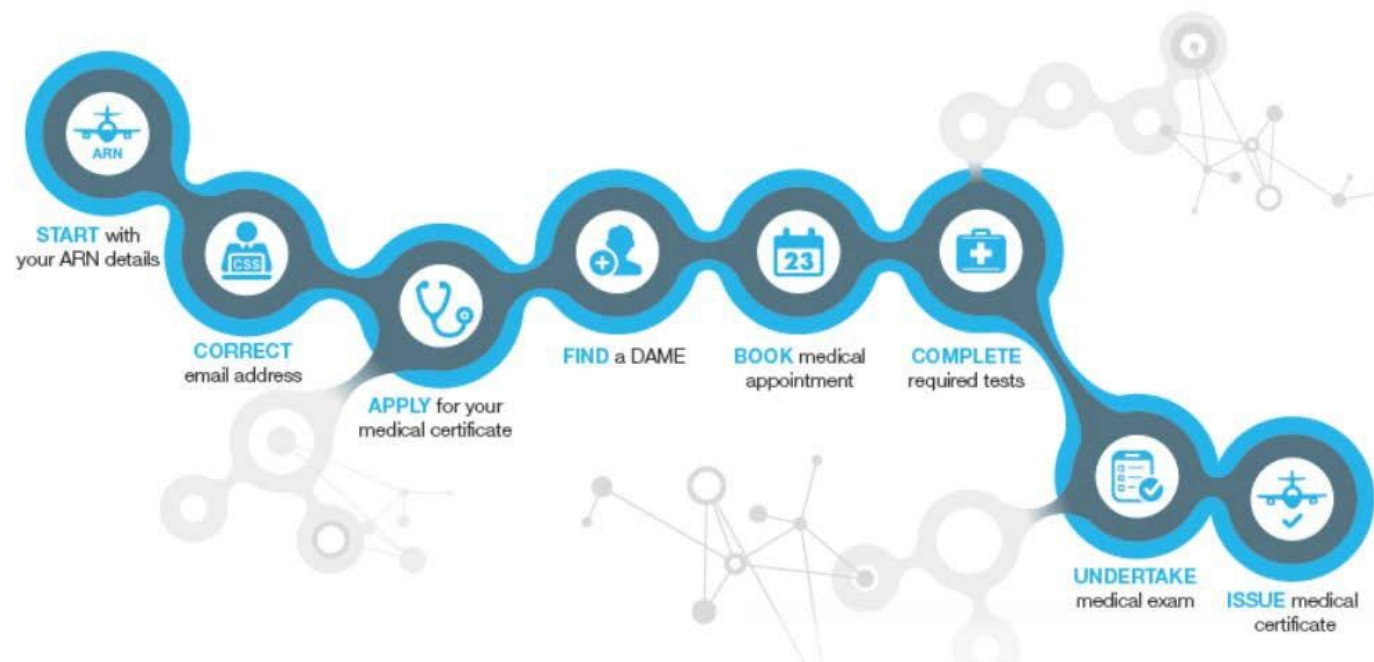 ARN
START with
your ARN details
CSS
CORRECT
email address
APPLY for your
medical certificate
FIND a DAME
23
BOOK medical
appointment
COMPLETE
required tests
UNDERTAKE
medical exam
ISSUE medical
certificate